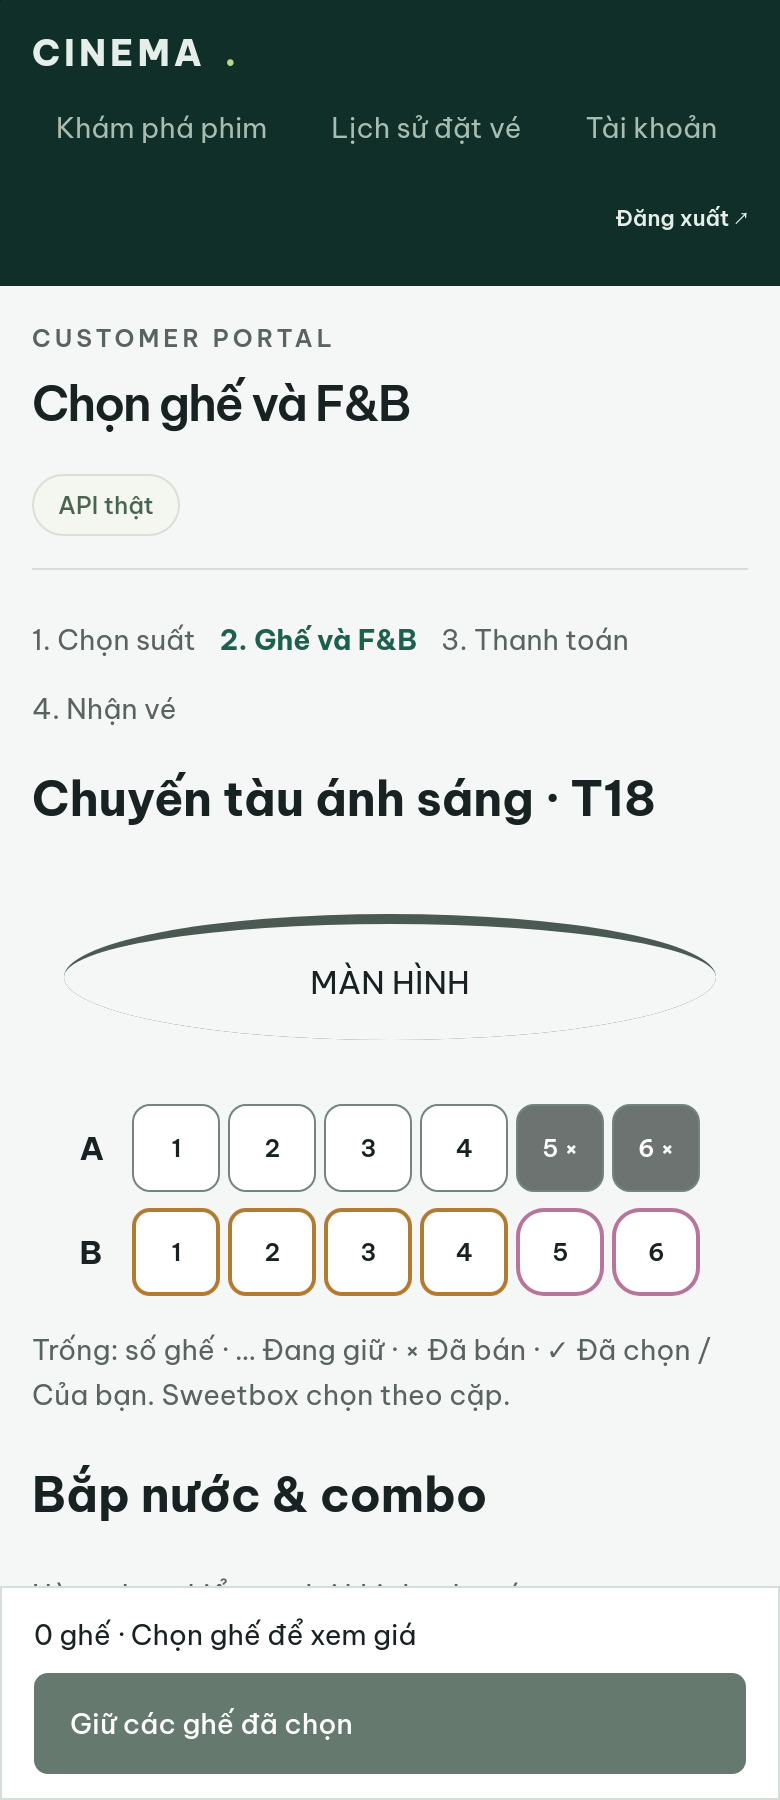 CINEMA .
Khám phá phim Lịch sử đặt vé Tài khoản
Đăng xuất ↗
CUSTOMER PORTAL
Chọn ghế và F&B
API thật
1. Chọn suất 2. Ghế và F&B 3. Thanh toán
4. Nhận vé
Chuyến tàu ánh sáng · T18
MÀN HÌNH
A 1 2 3 4 5 × 6 ×
B 1 2 3 4 5 6
Trống: số ghế · … Đang giữ · × Đã bán · ✓ Đã chọn /
Của bạn. Sweetbox chọn theo cặp.
Bắp nước & combo
0 ghế · Chọn ghế để xem giá
Giữ các ghế đã chọn